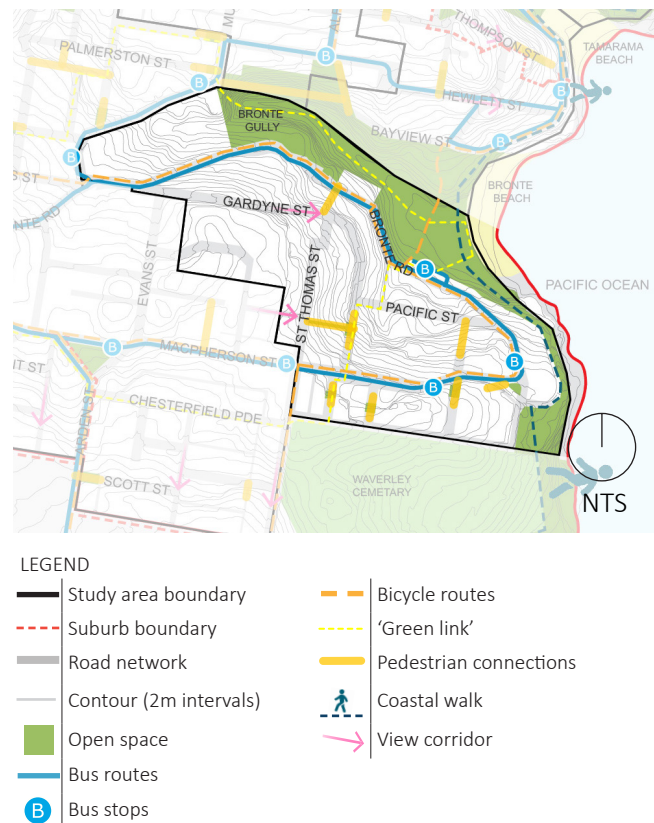 THOMPSON ST
PALMERSTON ST
TAMARAMA
BEACH
B
B
B
HEWLETT ST
BRONTE
GULLY
BAYVIEW ST
B
B
BRONTE
BEACH
GARDYNE ST
BRONTE RD
EVANS ST
ST THOMAS ST
B
PACIFIC OCEAN
PACIFIC ST
B
MACPHERSON ST
B
B
B
ARDEN ST
CHESTERFIELD PDE
SCOTT ST
WAVERLEY
CEMETARY
NTS
LEGEND
Study area boundary
Suburb boundary
Road network
Contour (2m intervals)
Open space
Bus routes
B Bus stops
Bicycle routes
‘Green link’
Pedestrian connections
Coastal walk
View corridor